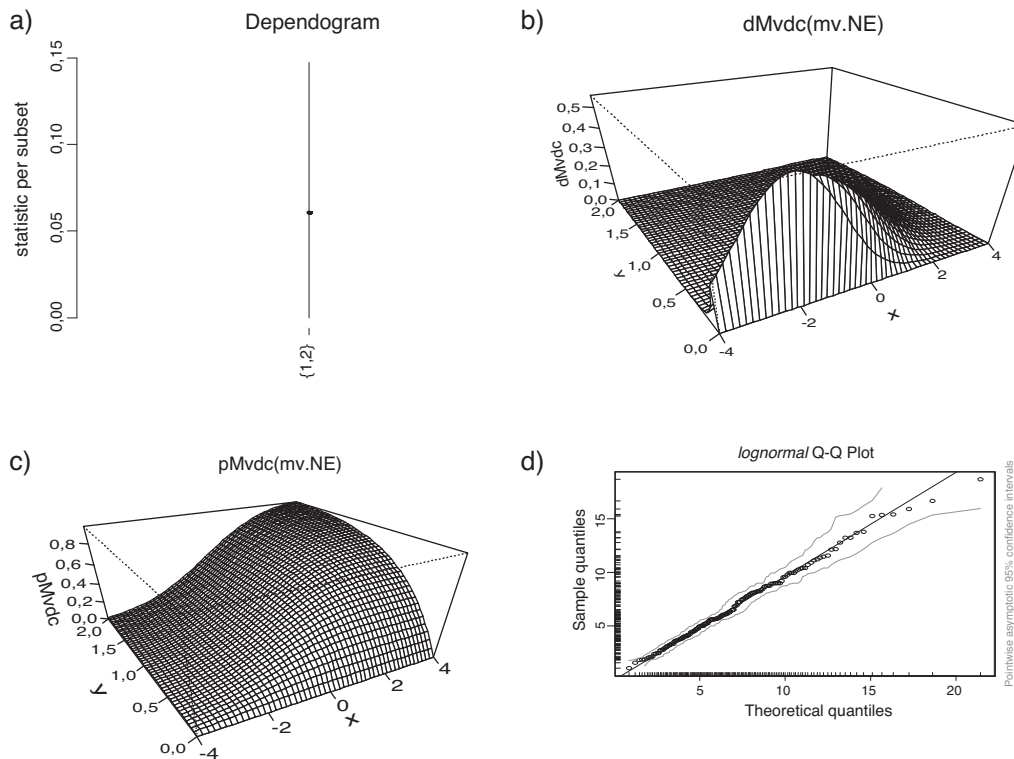 a)
Dependogram
statistic per subset
0,15
0,10
0,05
0,00
{1,2}
b)
dMvdc(mv.NE)
dMvdc
0,5
0,4
0,3
0,2
0,1
0,0
2,0
1,5
1,0
0,5
0,0
Y
-4
-2
0
2
4
x
c)
pMvdc(mv.NE)
pMvdc
0,8
0,6
0,4
0,2
0,0
2,0
1,5
1,0
0,5
0,0
y
-4
-2
0
2
4
x
d)
lognormal Q-Q Plot
Sample quantiles
15
10
5
5
10
15
20
Theoretical quantiles
Pointwise asymptotic 95% confidence intervals